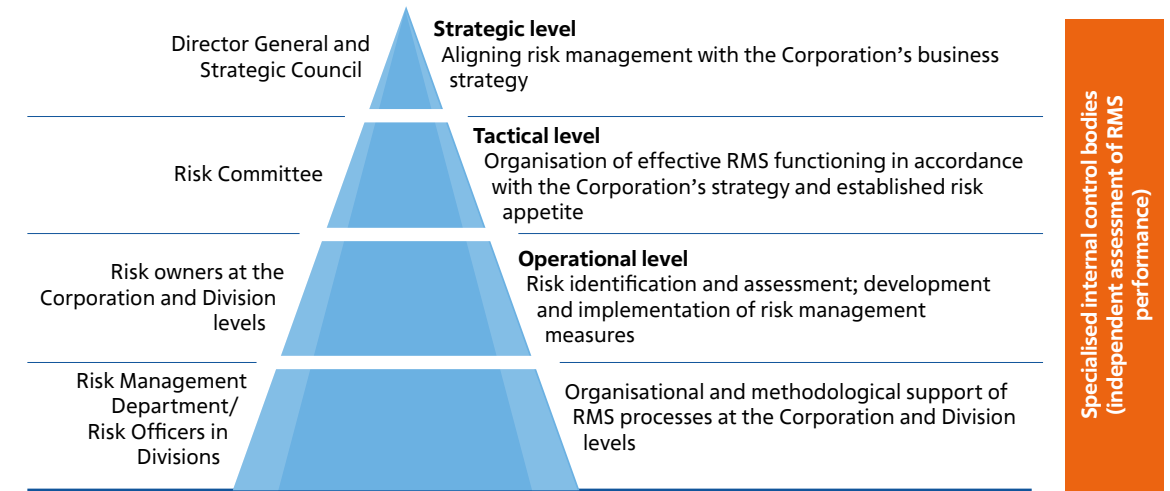 Director General and
Strategic Council
Strategic level
Aligning risk management with the Corporation’s business
strategy
Risk Committee
Tactical level
Organisation of effective RMS functioning in accordance
with the Corporation’s strategy and established risk
appetite
Risk owners at the
Corporation and Division
levels
Operational level
Risk identification and assessment; development
and implementation of risk management
measures
Risk Management
Department/
Risk Officers in
Divisions
Organisational and methodological support of
RMS processes at the Corporation and Division
levels
Specialised internal control bodies
(independent assessment of RMS
performance)